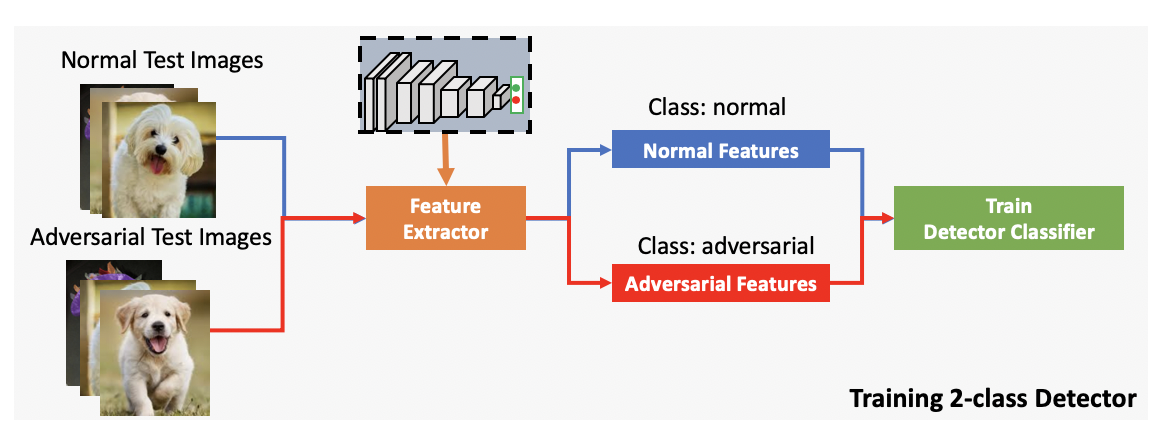 Normal Test Images
Adversarial Test Images
Feature
Extractor
Class: normal
Normal Features
Class: adversarial
Adversarial Features
Train
Detector Classifier
Training 2-class Detector